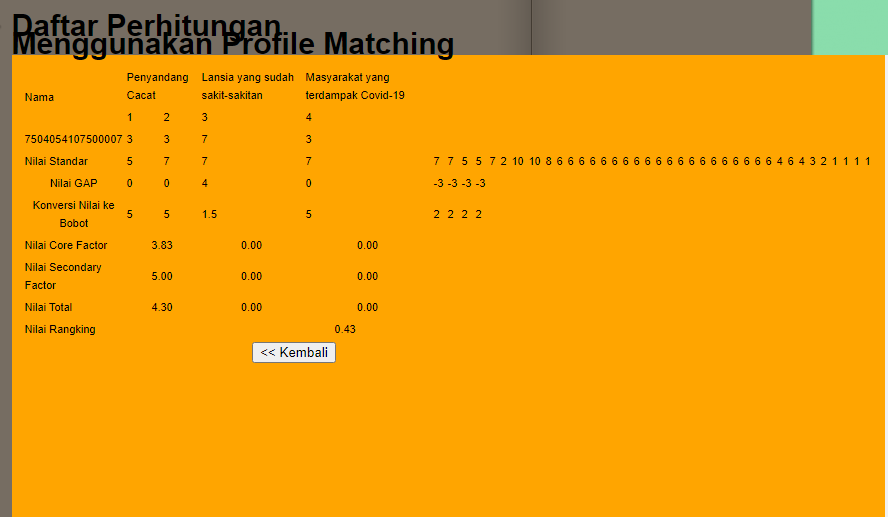 Daftar Perhitungan
Menggunakan Profile Matching
Nama Penyandang Cacat Lansia yang sudah sakit-sakitan Masyarakat yang terdampak Covid-19
1 2 3 4
7504054107500007 3 3 7 3
Nilai Standar 5 7 7 7 7 7 5 5 7 2 10 10 8 6 6 6 6 6 6 6 6 6 6 6 6 6 6 6 6 6 6 6 6 4 6 4 3 2 1 1 1 1
Nilai GAP 0 0 4 0 -3 -3 -3 -3
Konversi Nilai ke Bobot 5 5 1.5 5 2 2 2 2
Nilai Core Factor 3.83 0.00 0.00
Nilai Secondary Factor 5.00 0.00 0.00
Nilai Total 4.30 0.00 0.00
Nilai Rangking 0.43
<< Kembali